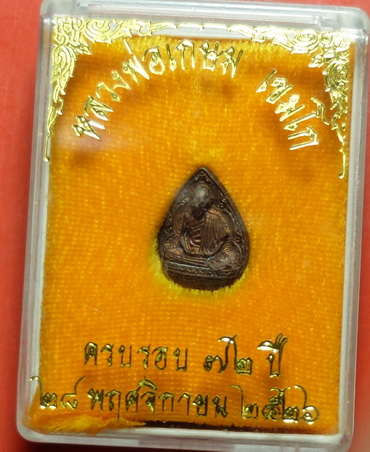 หลวงพ่อเกษม เขมโก
ครบรอบ ๗๒ ปี
๒๘ พฤศจิกายน ๒๕๒๖